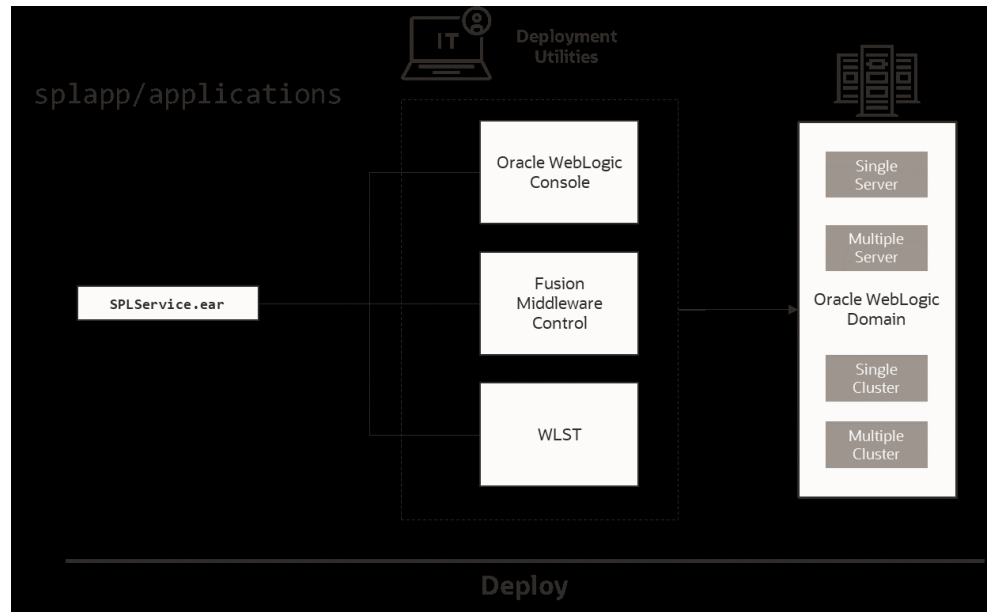 IT
Deployment
Utilities
splapp/applications
Oracle WebLogic
Console
Single
Server
Multiple
Server
Fusion
Middleware
Control
SPLService.ear
Oracle WebLogic
Domain
Single
Cluster
WLST
Multiple
Cluster
Deploy